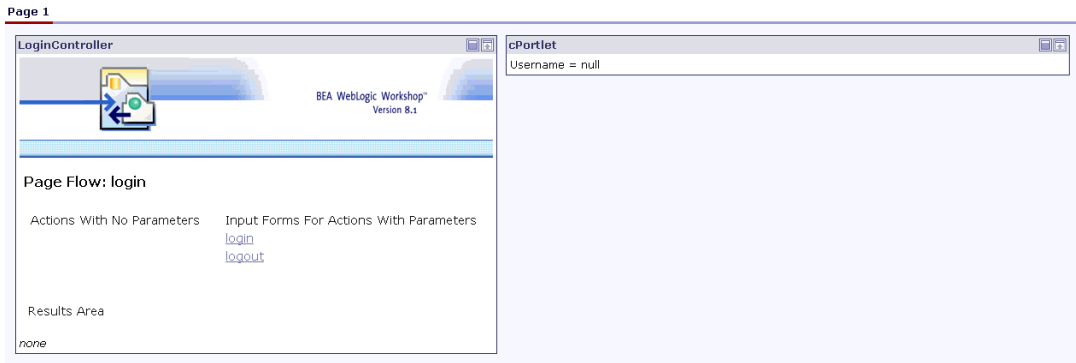 Page 1
LoginController
BEA WebLogic Workshop™
Version 8.1
Page Flow: login
Actions With No Parameters
Input Forms For Actions With Parameters
login
logout
Results Area
none
cPortlet
Username = null